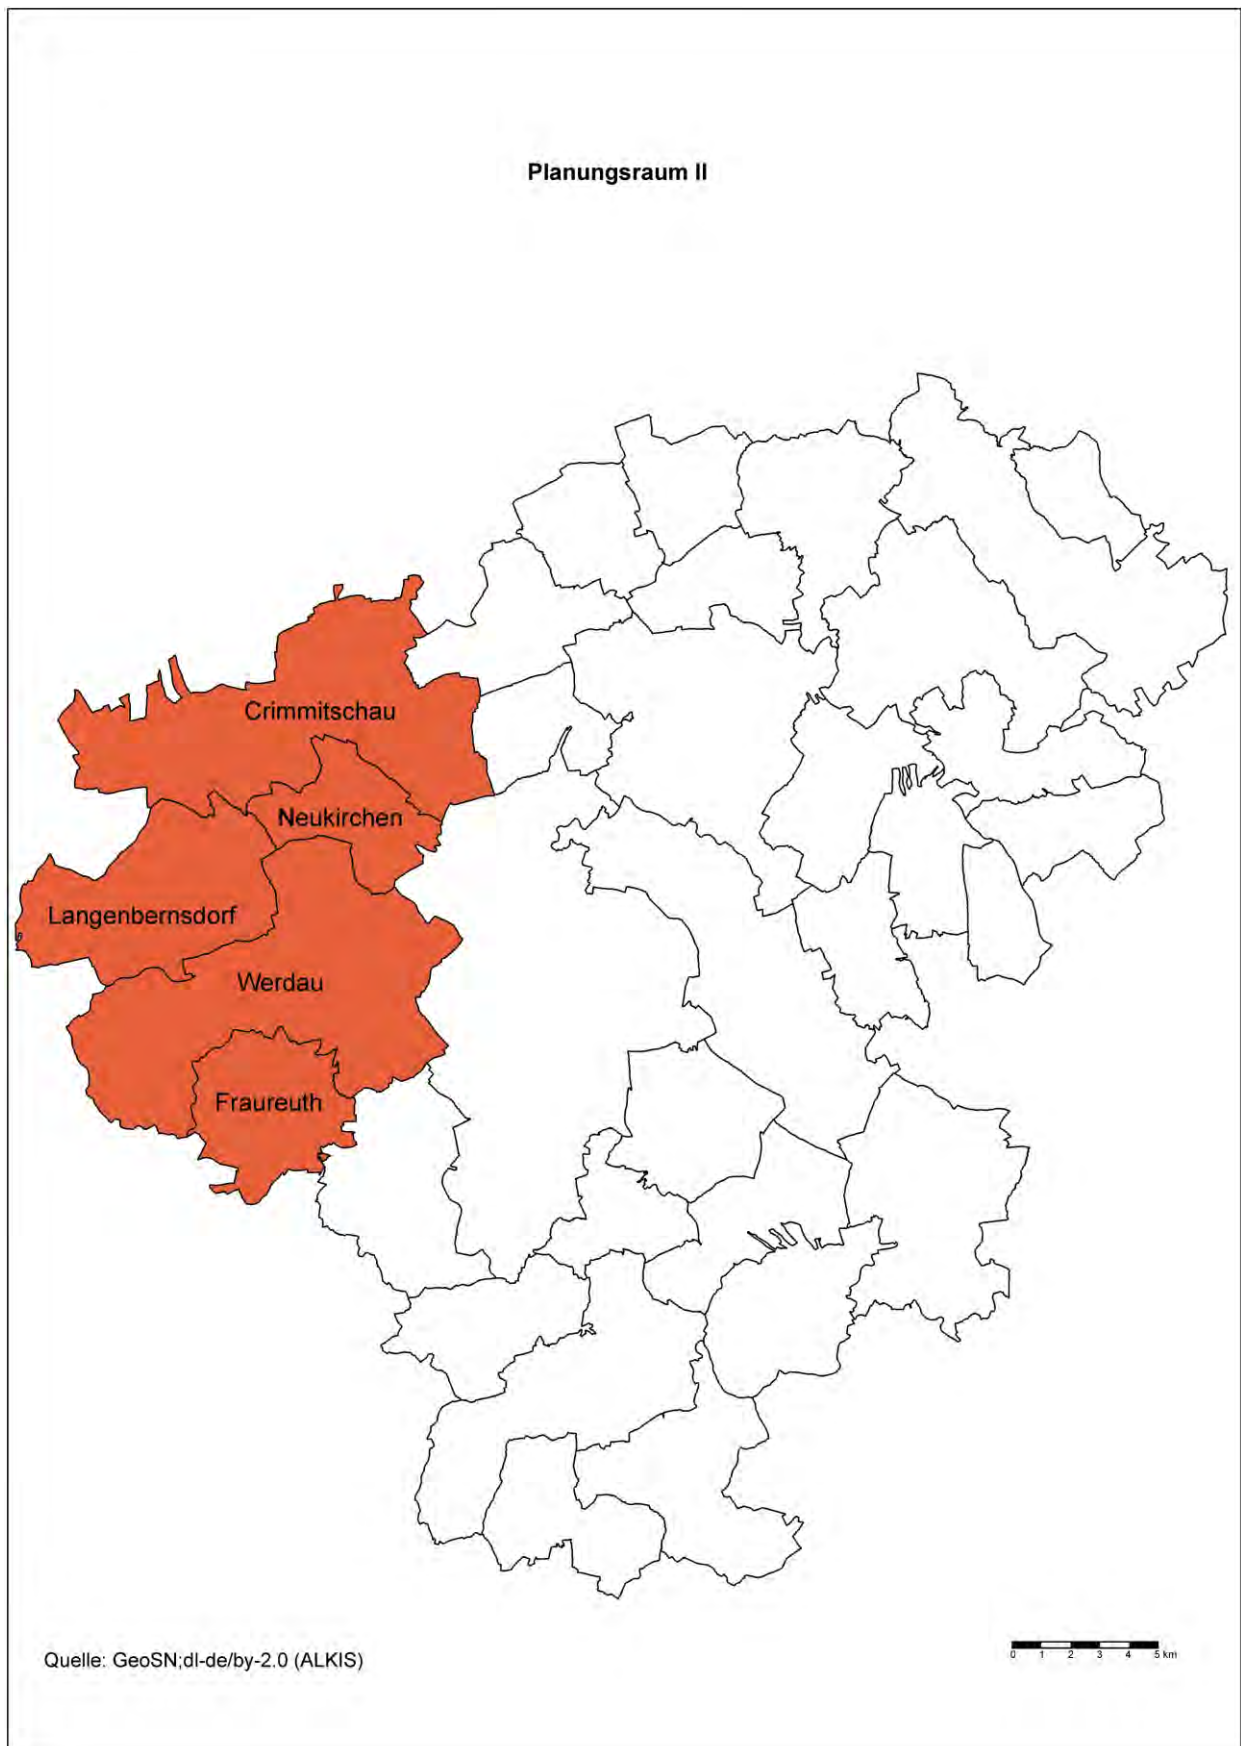 Planungsraum II
Crimmitschau
Neukirchen
Langenbernsdorf
Werdau
Fraureuth
Quelle: GeoSN;dl-de/by-2.0 (ALKIS)
0 1 2 3 4 5 km